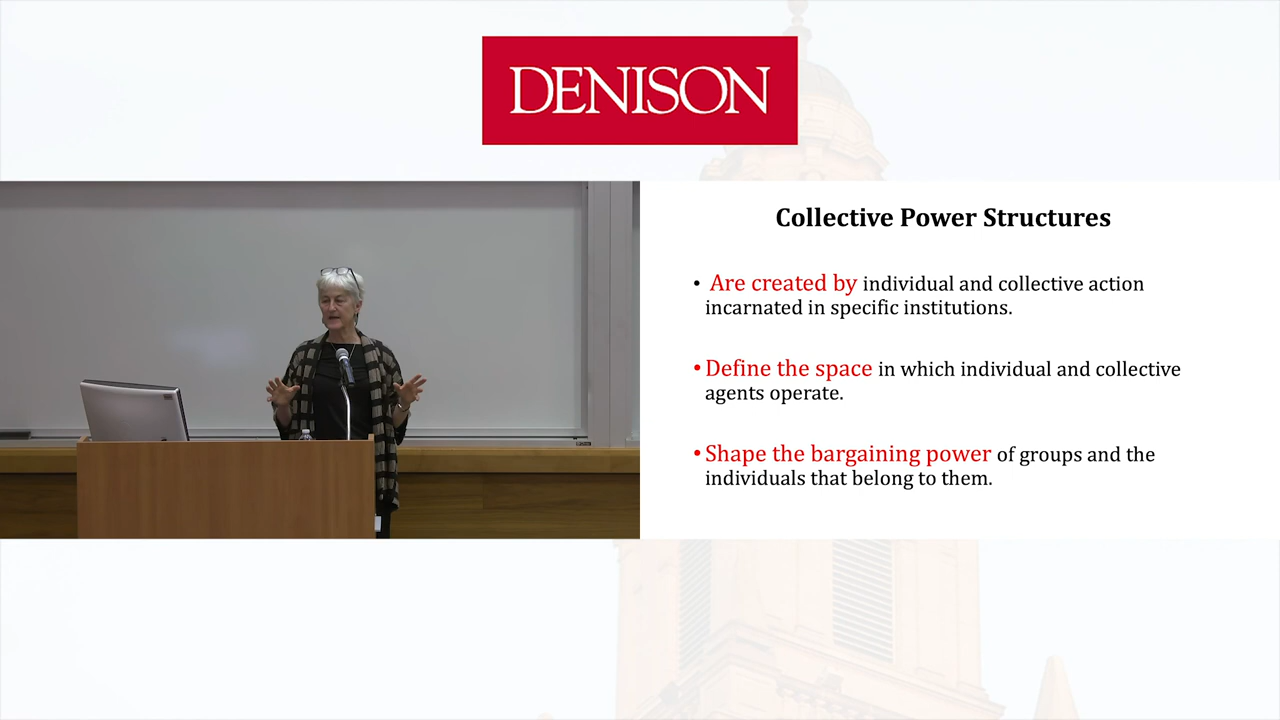 DENISON
Collective Power Structures
• Are created by individual and collective action
incarnated in specific institutions.
• Define the space in which individual and collective
agents operate.
• Shape the bargaining power of groups and the
individuals that belong to them.